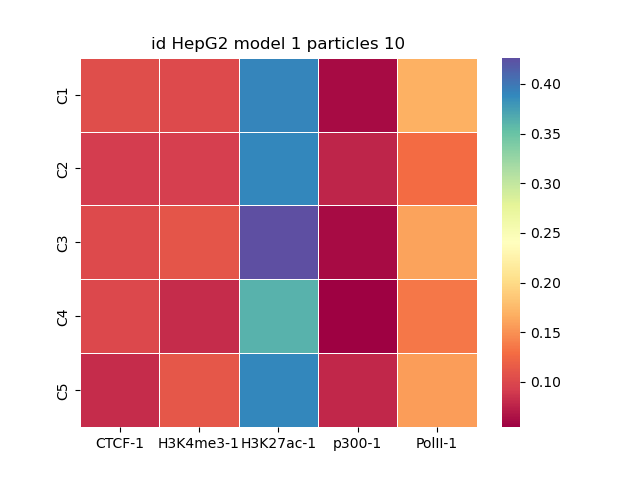 id HepG2 model 1 particles 10
C1
C2
C3
C4
C5
CTCF-1 H3K4me3-1 H3K27ac-1 p300-1 PolII-1
0.40
0.35
0.30
0.25
0.20
0.15
0.10